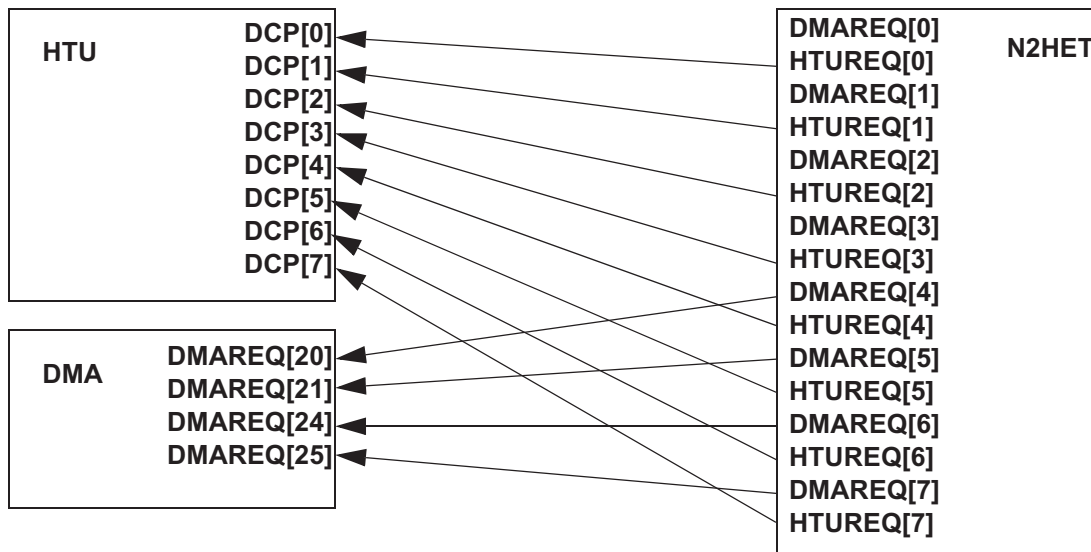 HTU
DCP[0]
DCP[1]
DCP[2]
DCP[3]
DCP[4]
DCP[5]
DCP[6]
DCP[7]
DMA
DMAREQ[20]
DMAREQ[21]
DMAREQ[24]
DMAREQ[25]
N2HET
DMAREQ[0]
HTUREQ[0]
DMAREQ[1]
HTUREQ[1]
DMAREQ[2]
HTUREQ[2]
DMAREQ[3]
HTUREQ[3]
DMAREQ[4]
HTUREQ[4]
DMAREQ[5]
HTUREQ[5]
DMAREQ[6]
HTUREQ[6]
DMAREQ[7]
HTUREQ[7]